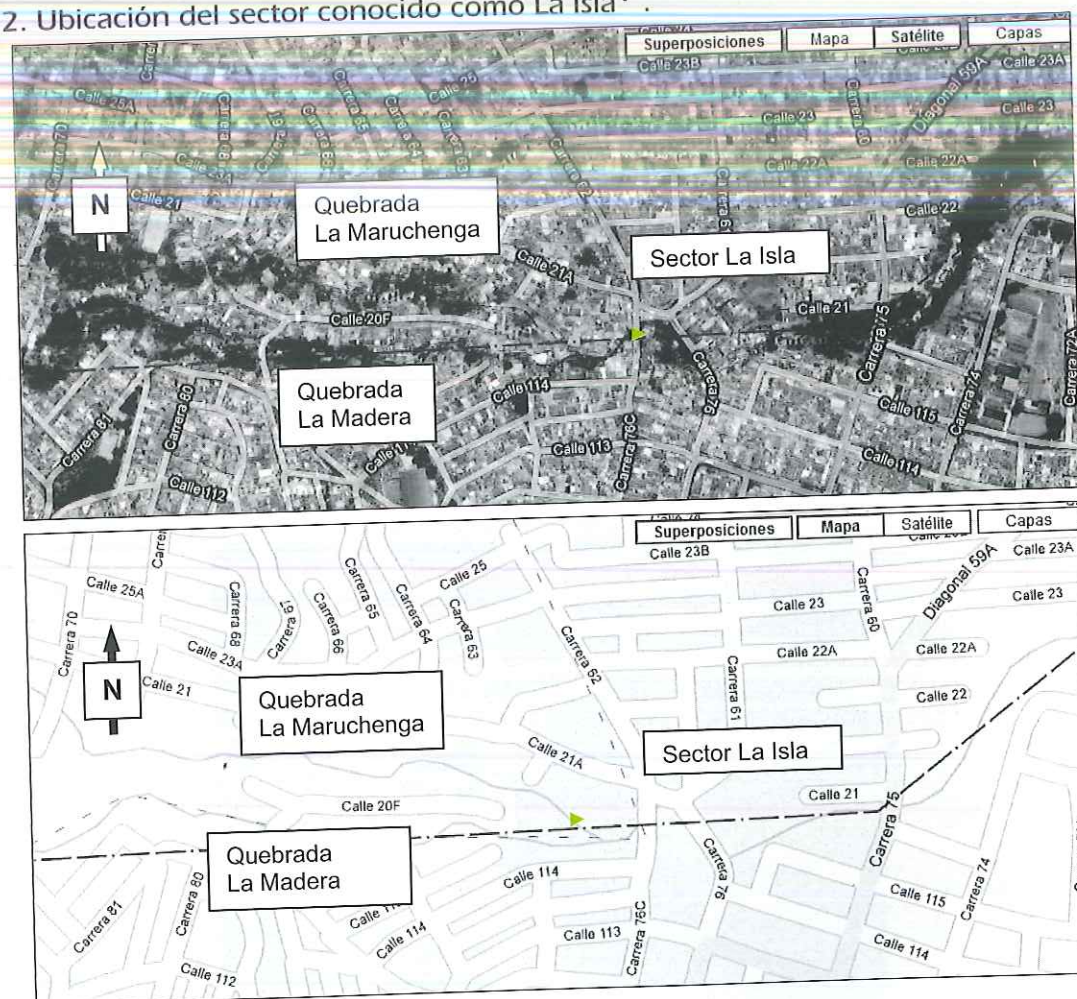 2. Ubicación del sector conocido como La Isla
Superposiciones
Mapa
Satélite
Capas
Calle 23B
Diagonal 59A
Calle 23A
Calle 25
Calle 25A
Carrera 70
Carrera 65
Carrera 64
Carrera 62
Calle 23
Carrera 60
Calle 23
Calle 23A
Calle 22A
Calle 22A
N
Calle 21
Quebrada
La Maruchenga
Calle 22
Sector La Isla
Calle 21A
Calle 21
Calle 20F
Carrera 75
Carrera 72A
Quebrada
La Madera
Calle 114
Carrera 76
Carrera 74
Calle 115
Carrera 80
Carrera 81
Calle 113
Carrera 76C
Calle 114
Calle 112
Superposiciones
Mapa
Satélite
Capas
Calle 23B
Diagonal 59A
Calle 23A
Calle 25
Calle 25A
Carrera 70
Carrera 68
Carrera 67
Carrera 66
Carrera 65
Carrera 64
Carrera 63
Carrera 62
Calle 23
Carrera 60
Calle 23
Calle 23A
Calle 22A
Calle 22A
N
Calle 21
Quebrada
La Maruchenga
Carrera 61
Calle 22
Sector La Isla
Calle 21A
Calle 21
Calle 20F
Carrera 75
Quebrada
La Madera
Calle 114
Carrera 76
Carrera 74
Calle 115
Carrera 80
Carrera 81
Calle 114
Calle 113
Carrera 76C
Calle 114
Calle 112